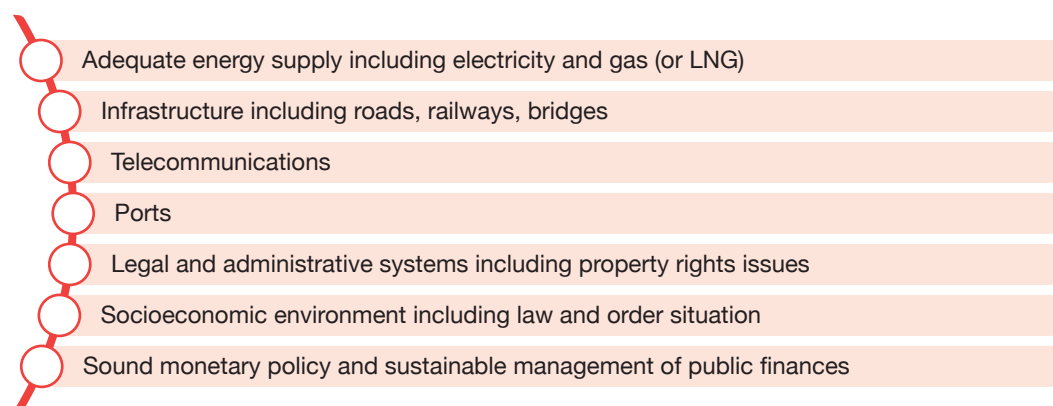 Adequate energy supply including electricity and gas (or LNG)
Infrastructure including roads, railways, bridges
Telecommunications
Ports
Legal and administrative systems including property rights issues
Socioeconomic environment including law and order situation
Sound monetary policy and sustainable management of public finances